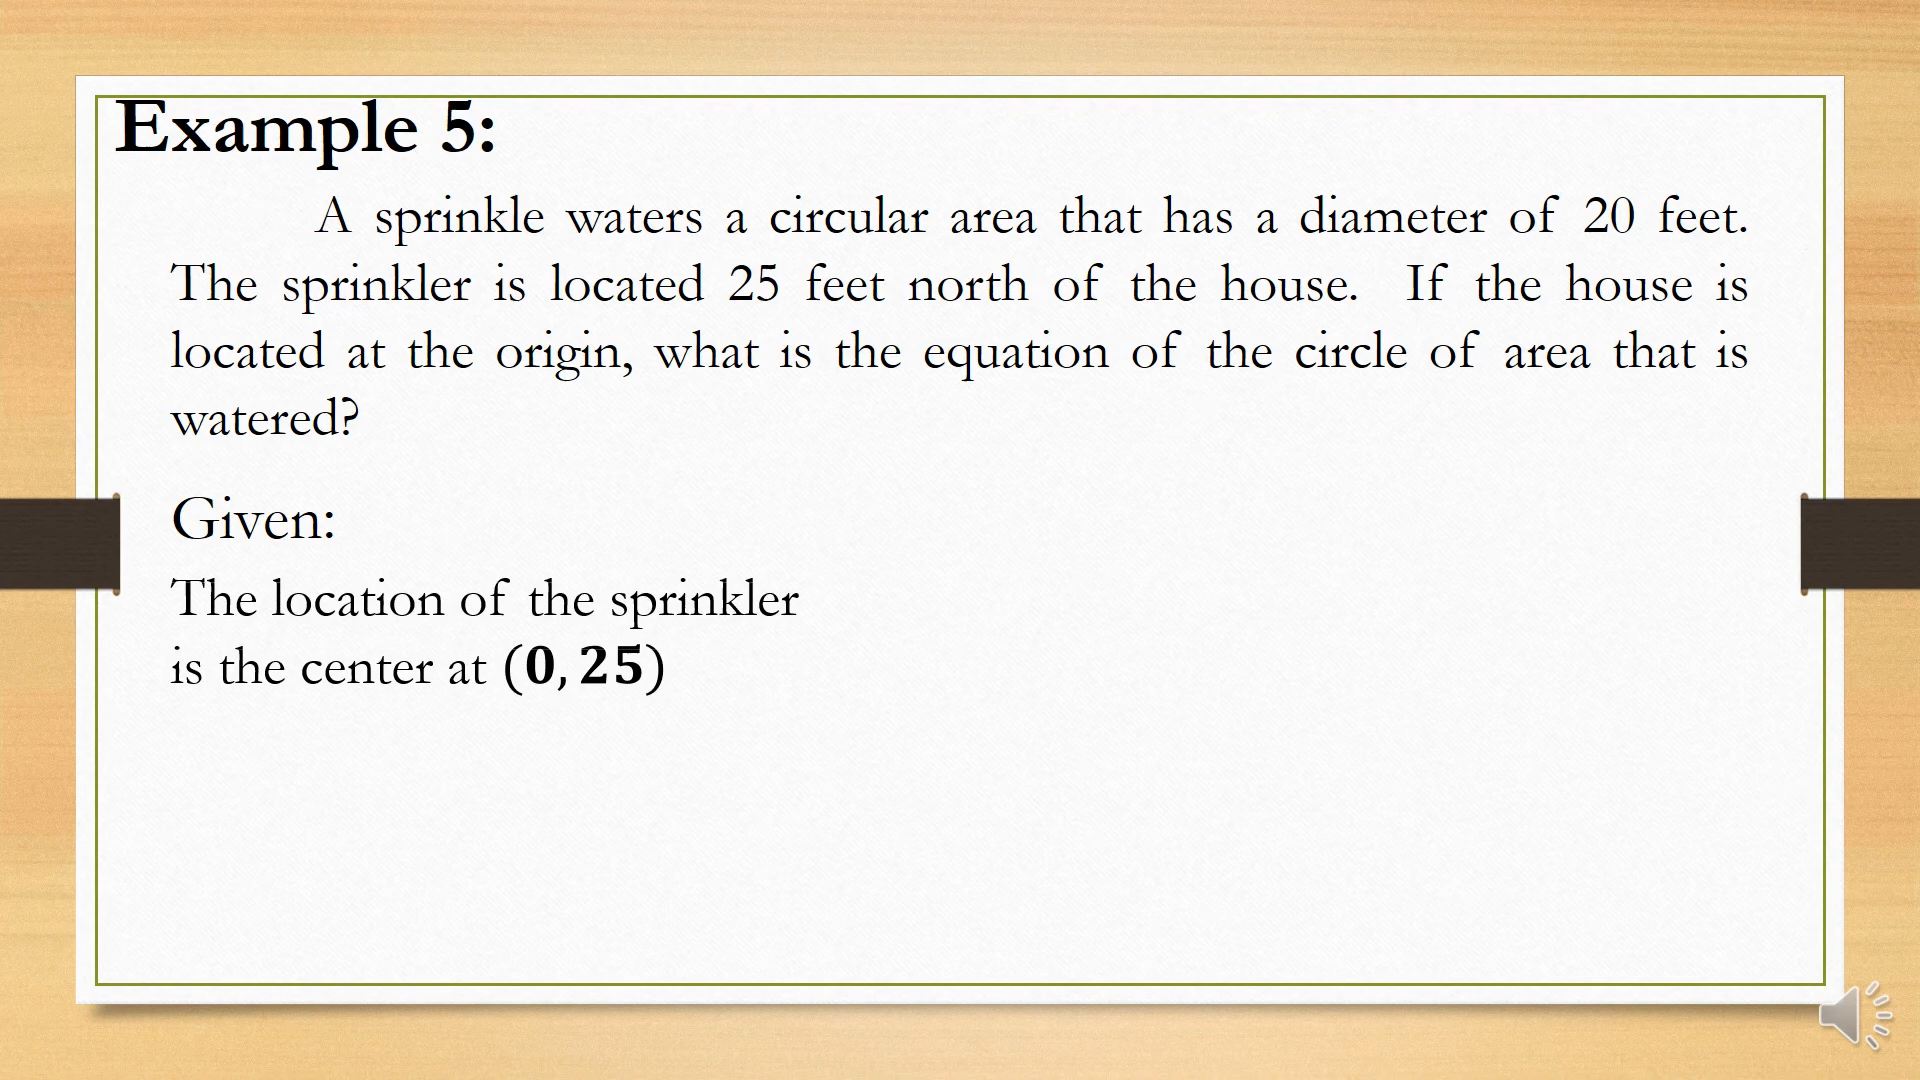 Example 5:
A sprinkle waters a circular area that has a diameter of 20 feet.
The sprinkler is located 25 feet north of the house. If the house is
located at the origin, what is the equation of the circle of area that is
watered?
Given:
The location of the sprinkler
is the center at (0, 25)